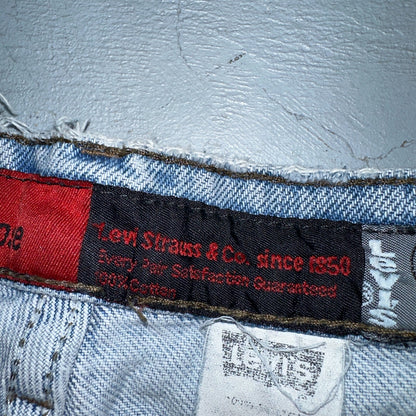 "Levi Strauss & Co. since 1850
Every Pair Satisfaction Guaranteed
100% Cotton
LEVI'S
LEVI'S